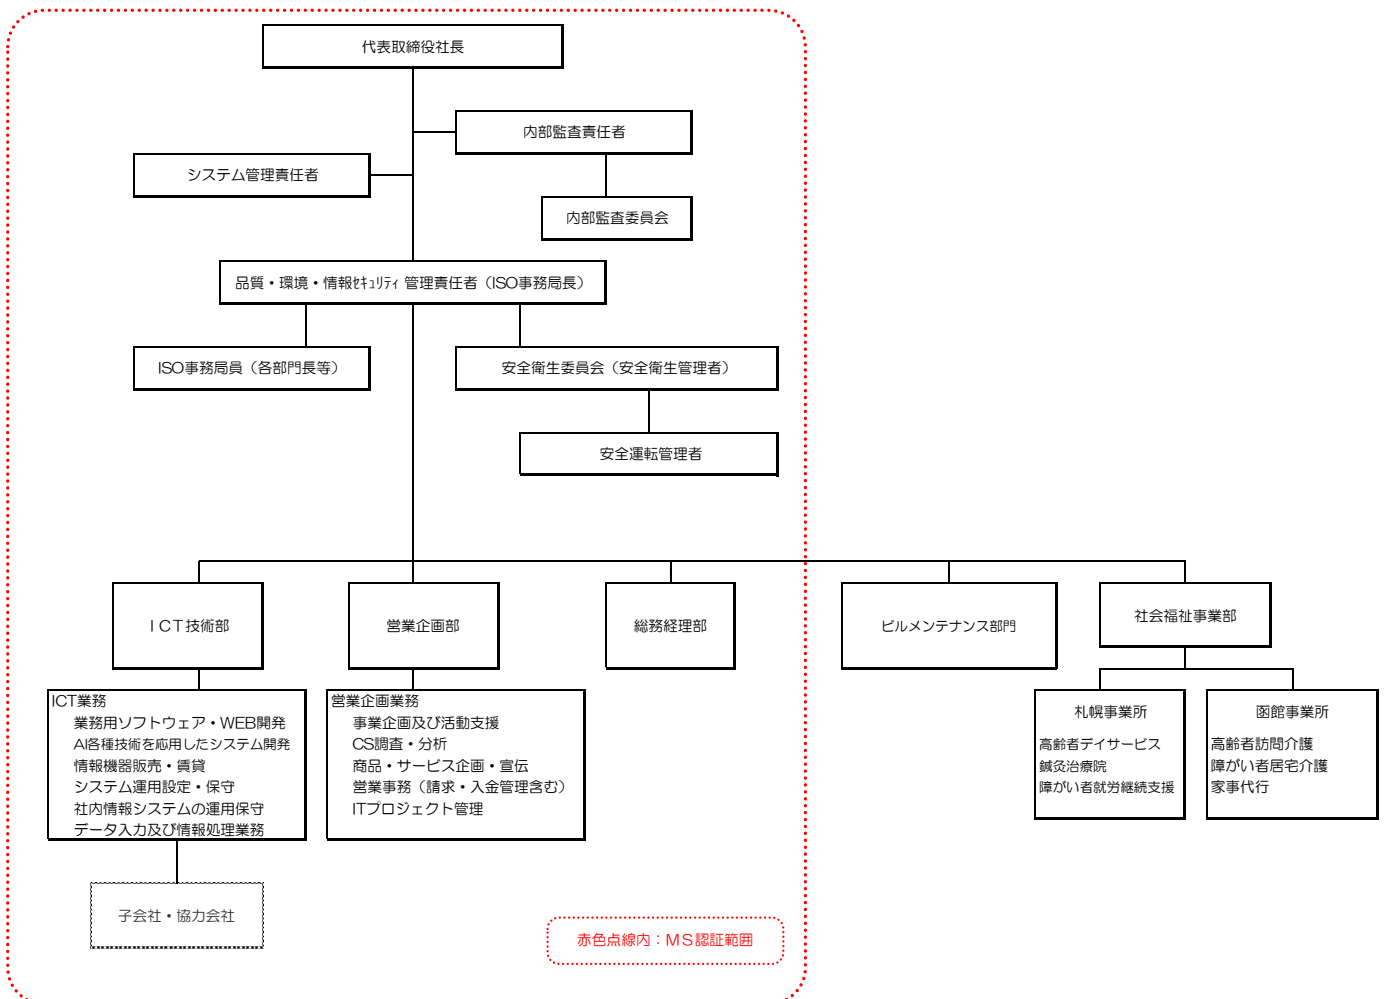 代表取締役社長
内部監査責任者
システム管理責任者
内部監査委員会
品質・環境・情報ｾｷｭﾘﾃｨ 管理責任者（ISO事務局長）
ISO事務局員（各部門長等）
安全衛生委員会（安全衛生管理者）
安全運転管理者
ＩＣＴ技術部
営業企画部
総務経理部
ビルメンテナンス部門
社会福祉事業部
ICT業務
業務用ソフトウェア・WEB開発
AI各種技術を応用したシステム開発
情報機器販売・賃貸
システム運用設定・保守
社内情報システムの運用保守
データ入力及び情報処理業務
営業企画業務
事業企画及び活動支援
CS調査・分析
商品・サービス企画・宣伝
営業事務（請求・入金管理含む）
ITプロジェクト管理
札幌事業所
高齢者デイサービス
鍼灸治療院
障がい者就労継続支援
函館事業所
高齢者訪問介護
障がい者居宅介護
家事代行
子会社・協力会社
赤色点線内：ＭＳ認証範囲